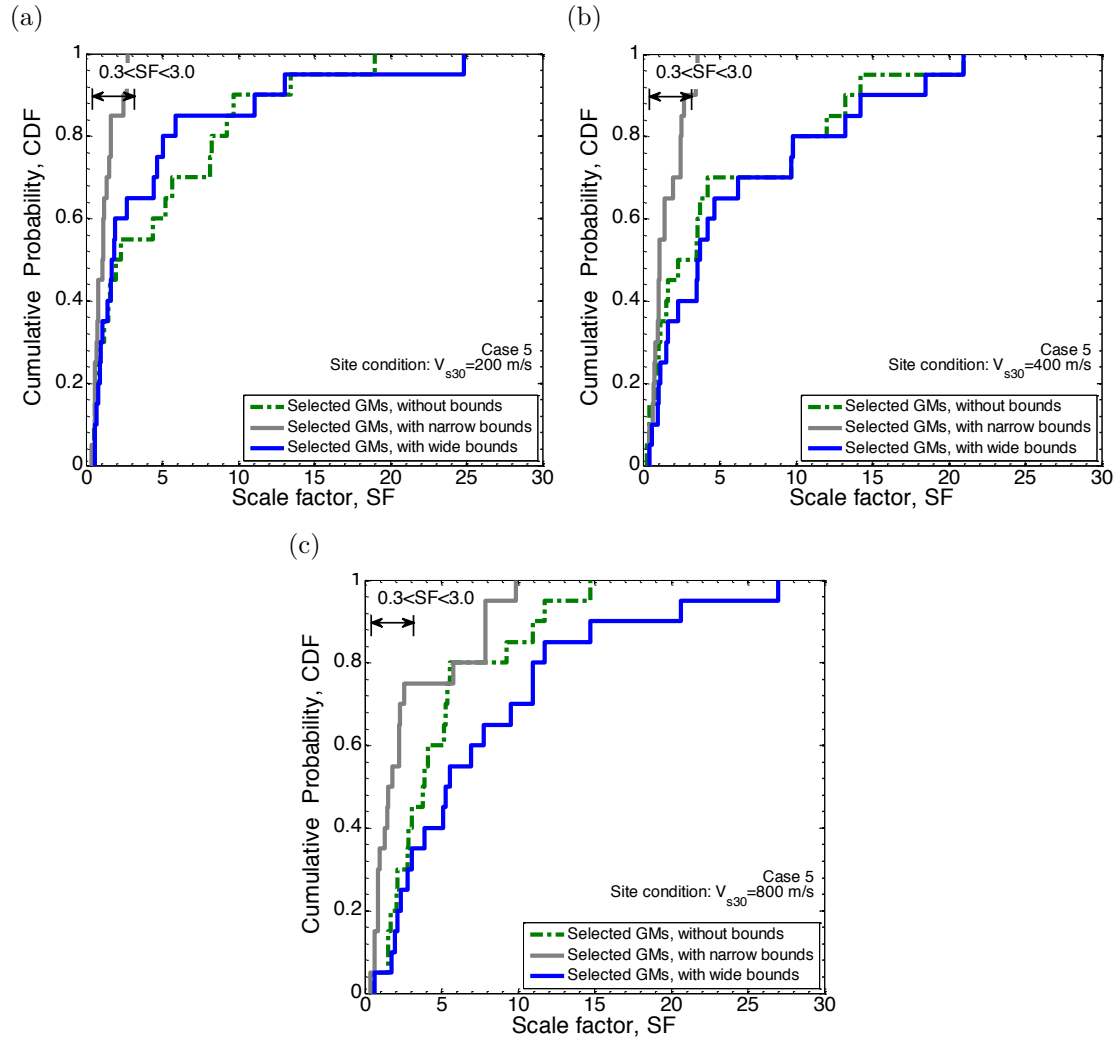 (a)
1
0.8
0.6
0.4
0.2
0
Cumulative Probability, CDF
0.3<SF<3.0
Case 5
Site condition: Vs30=200 m/s
Selected GMs, without bounds
Selected GMs, with narrow bounds
Selected GMs, with wide bounds
0 5 10 15 20 25 30
Scale factor, SF
(b)
1
0.8
0.6
0.4
0.2
0
Cumulative Probability, CDF
0.3<SF<3.0
Case 5
Site condition: Vs30=400 m/s
Selected GMs, without bounds
Selected GMs, with narrow bounds
Selected GMs, with wide bounds
0 5 10 15 20 25 30
Scale factor, SF
(c)
1
0.8
0.6
0.4
0.2
0
Cumulative Probability, CDF
0.3<SF<3.0
Case 5
Site condition: Vs30=800 m/s
Selected GMs, without bounds
Selected GMs, with narrow bounds
Selected GMs, with wide bounds
0 5 10 15 20 25 30
Scale factor, SF